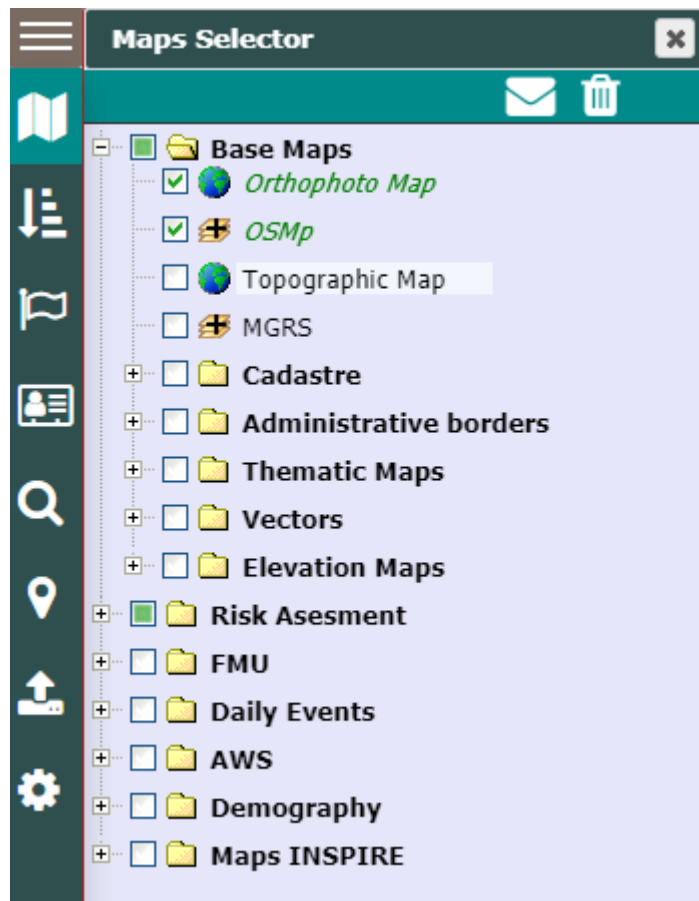 Maps Selector
Base Maps
Orthophoto Map
OSMp
Topographic Map
MGRS
Cadastre
Administrative borders
Thematic Maps
Vectors
Elevation Maps
Risk Asesment
FMU
Daily Events
AWS
Demography
Maps INSPIRE